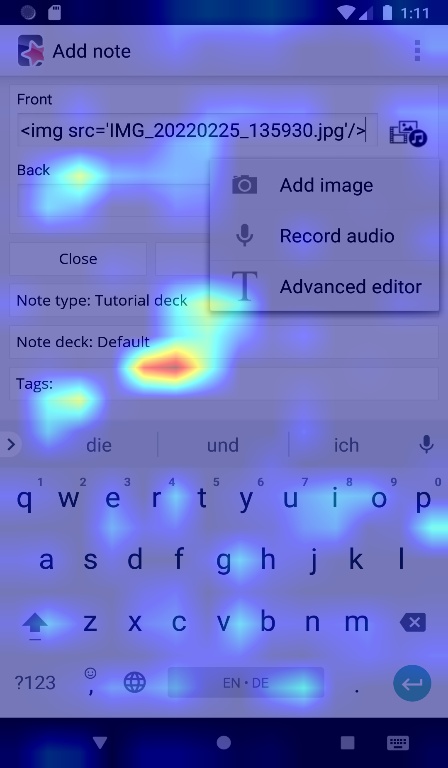 1:11
Add note
Front
<img src='IMG_20220225_135930.jpg'/>
Back
Add image
Record audio
Advanced editor
Close
Note type: Tutorial deck
Note deck: Default
Tags:
die und ich
1 2 3 4 5 6 7 8 9 0
q w e r t y u i o p
a s d f g h j k l
z x c v b n m
?123 , EN • DE .